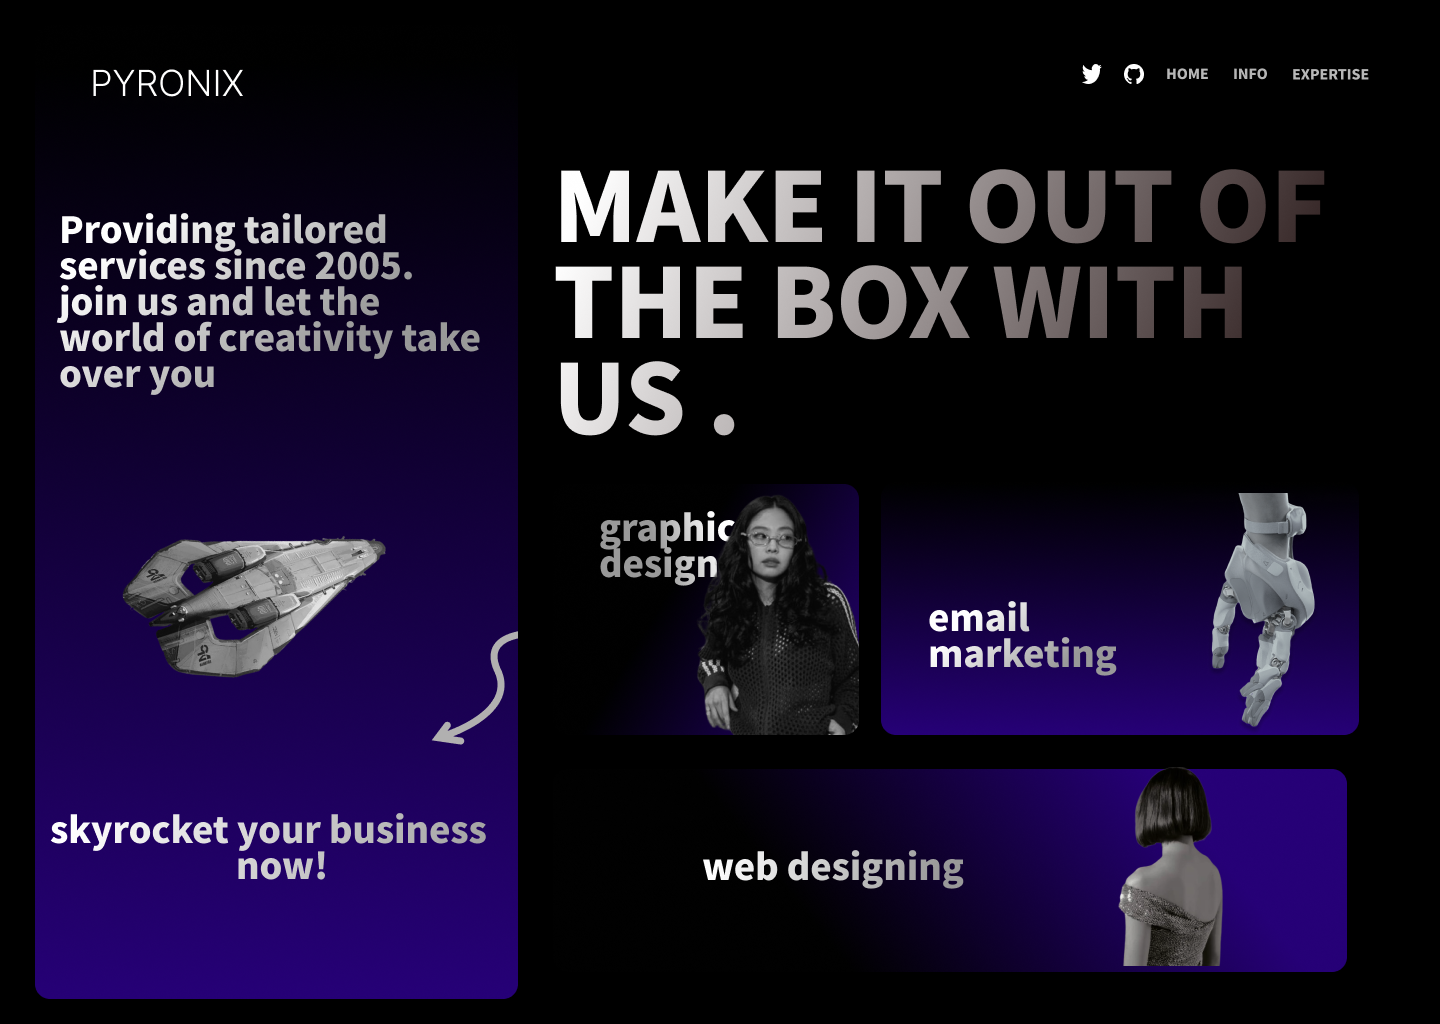 PYRONIX
HOME INFO EXPERTISE
Providing tailored
services since 2005.
join us and let the
world of creativity take
over you
skyrocket your business
now!
MAKE IT OUT OF
THE BOX WITH
US .
graphic
design
email
marketing
web designing